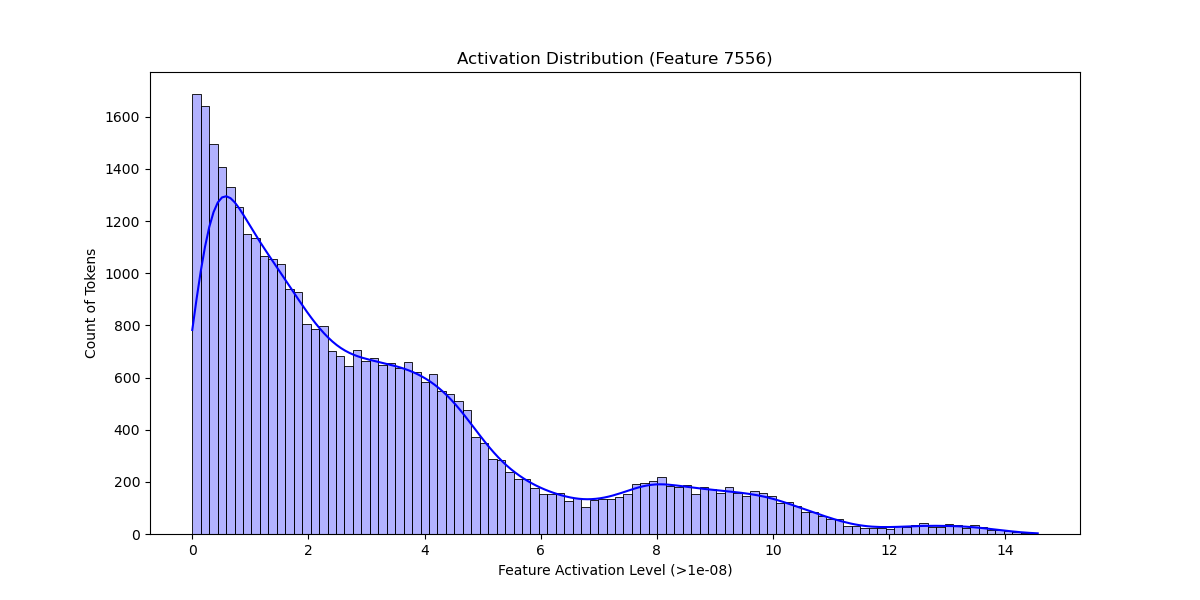 Activation Distribution (Feature 7556)
1600
1400
1200
1000
800
600
400
200
0
Count of Tokens
0 2 4 6 8 10 12 14
Feature Activation Level (>1e-08)